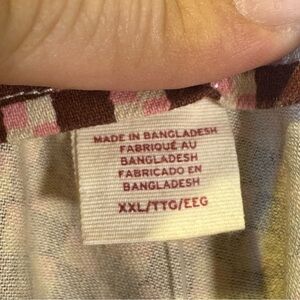 MADE IN BANGLADESH
FABRIQUÉ AU
BANGLADESH
FABRICADO EN
BANGLADESH
XXL/TTG/EEG